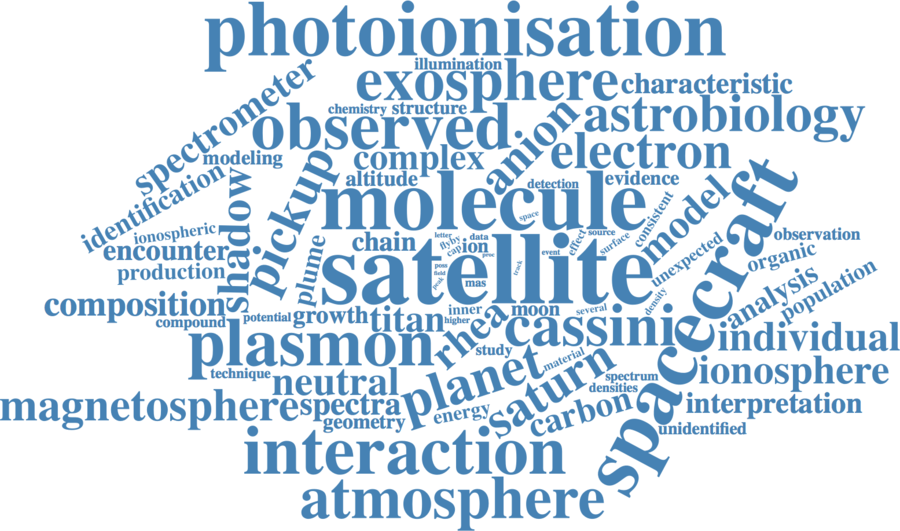 photoionisation
illumination
exosphere
characteristic
spectrometer
chemistry
structure
observed
anion
astrobiology
modeling
complex
electron
identification
altitude
detection
evidence
shadow
pickup
molecule
space
model
spacecraft
consistent
ionospheric
encounter
plume
chain
letter
data
flyby
cap
ion
proc
event
effect
source
surface
observation
production
satellite
poss
field
peak
mas
track
unexpected
organic
composition
compound
potential
growth
titan
inner
higher
moon
several
density
analysis
population
plasmon
rhea
cassini
individual
technique
study
material
neutral
planet
saturn
spectrum
densities
ionosphere
magnetosphere
spectra
geometry
energy
carbon
interpretation
unidentified
interaction
atmosphere